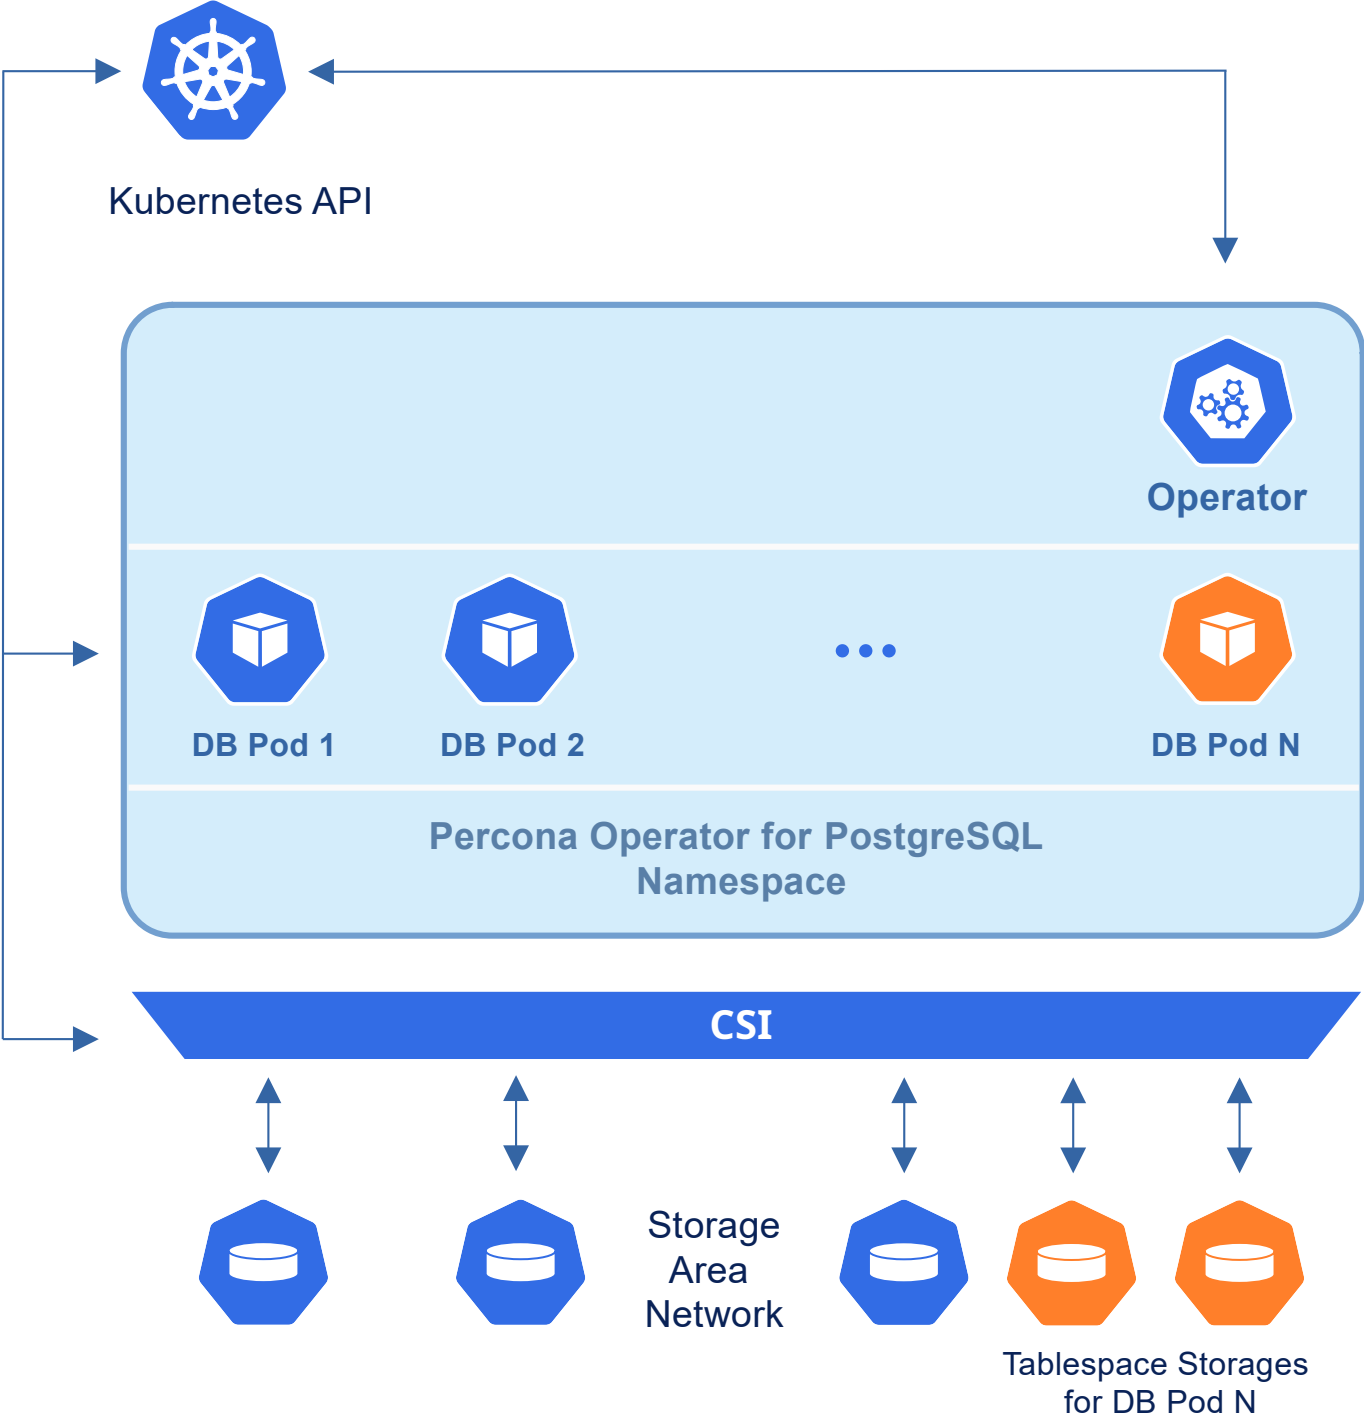 Kubernetes API
Operator
DB Pod 1
DB Pod 2
DB Pod N
Percona Operator for PostgreSQL
Namespace
CSI
Storage
Area
Network
Tablespace Storages
for DB Pod N